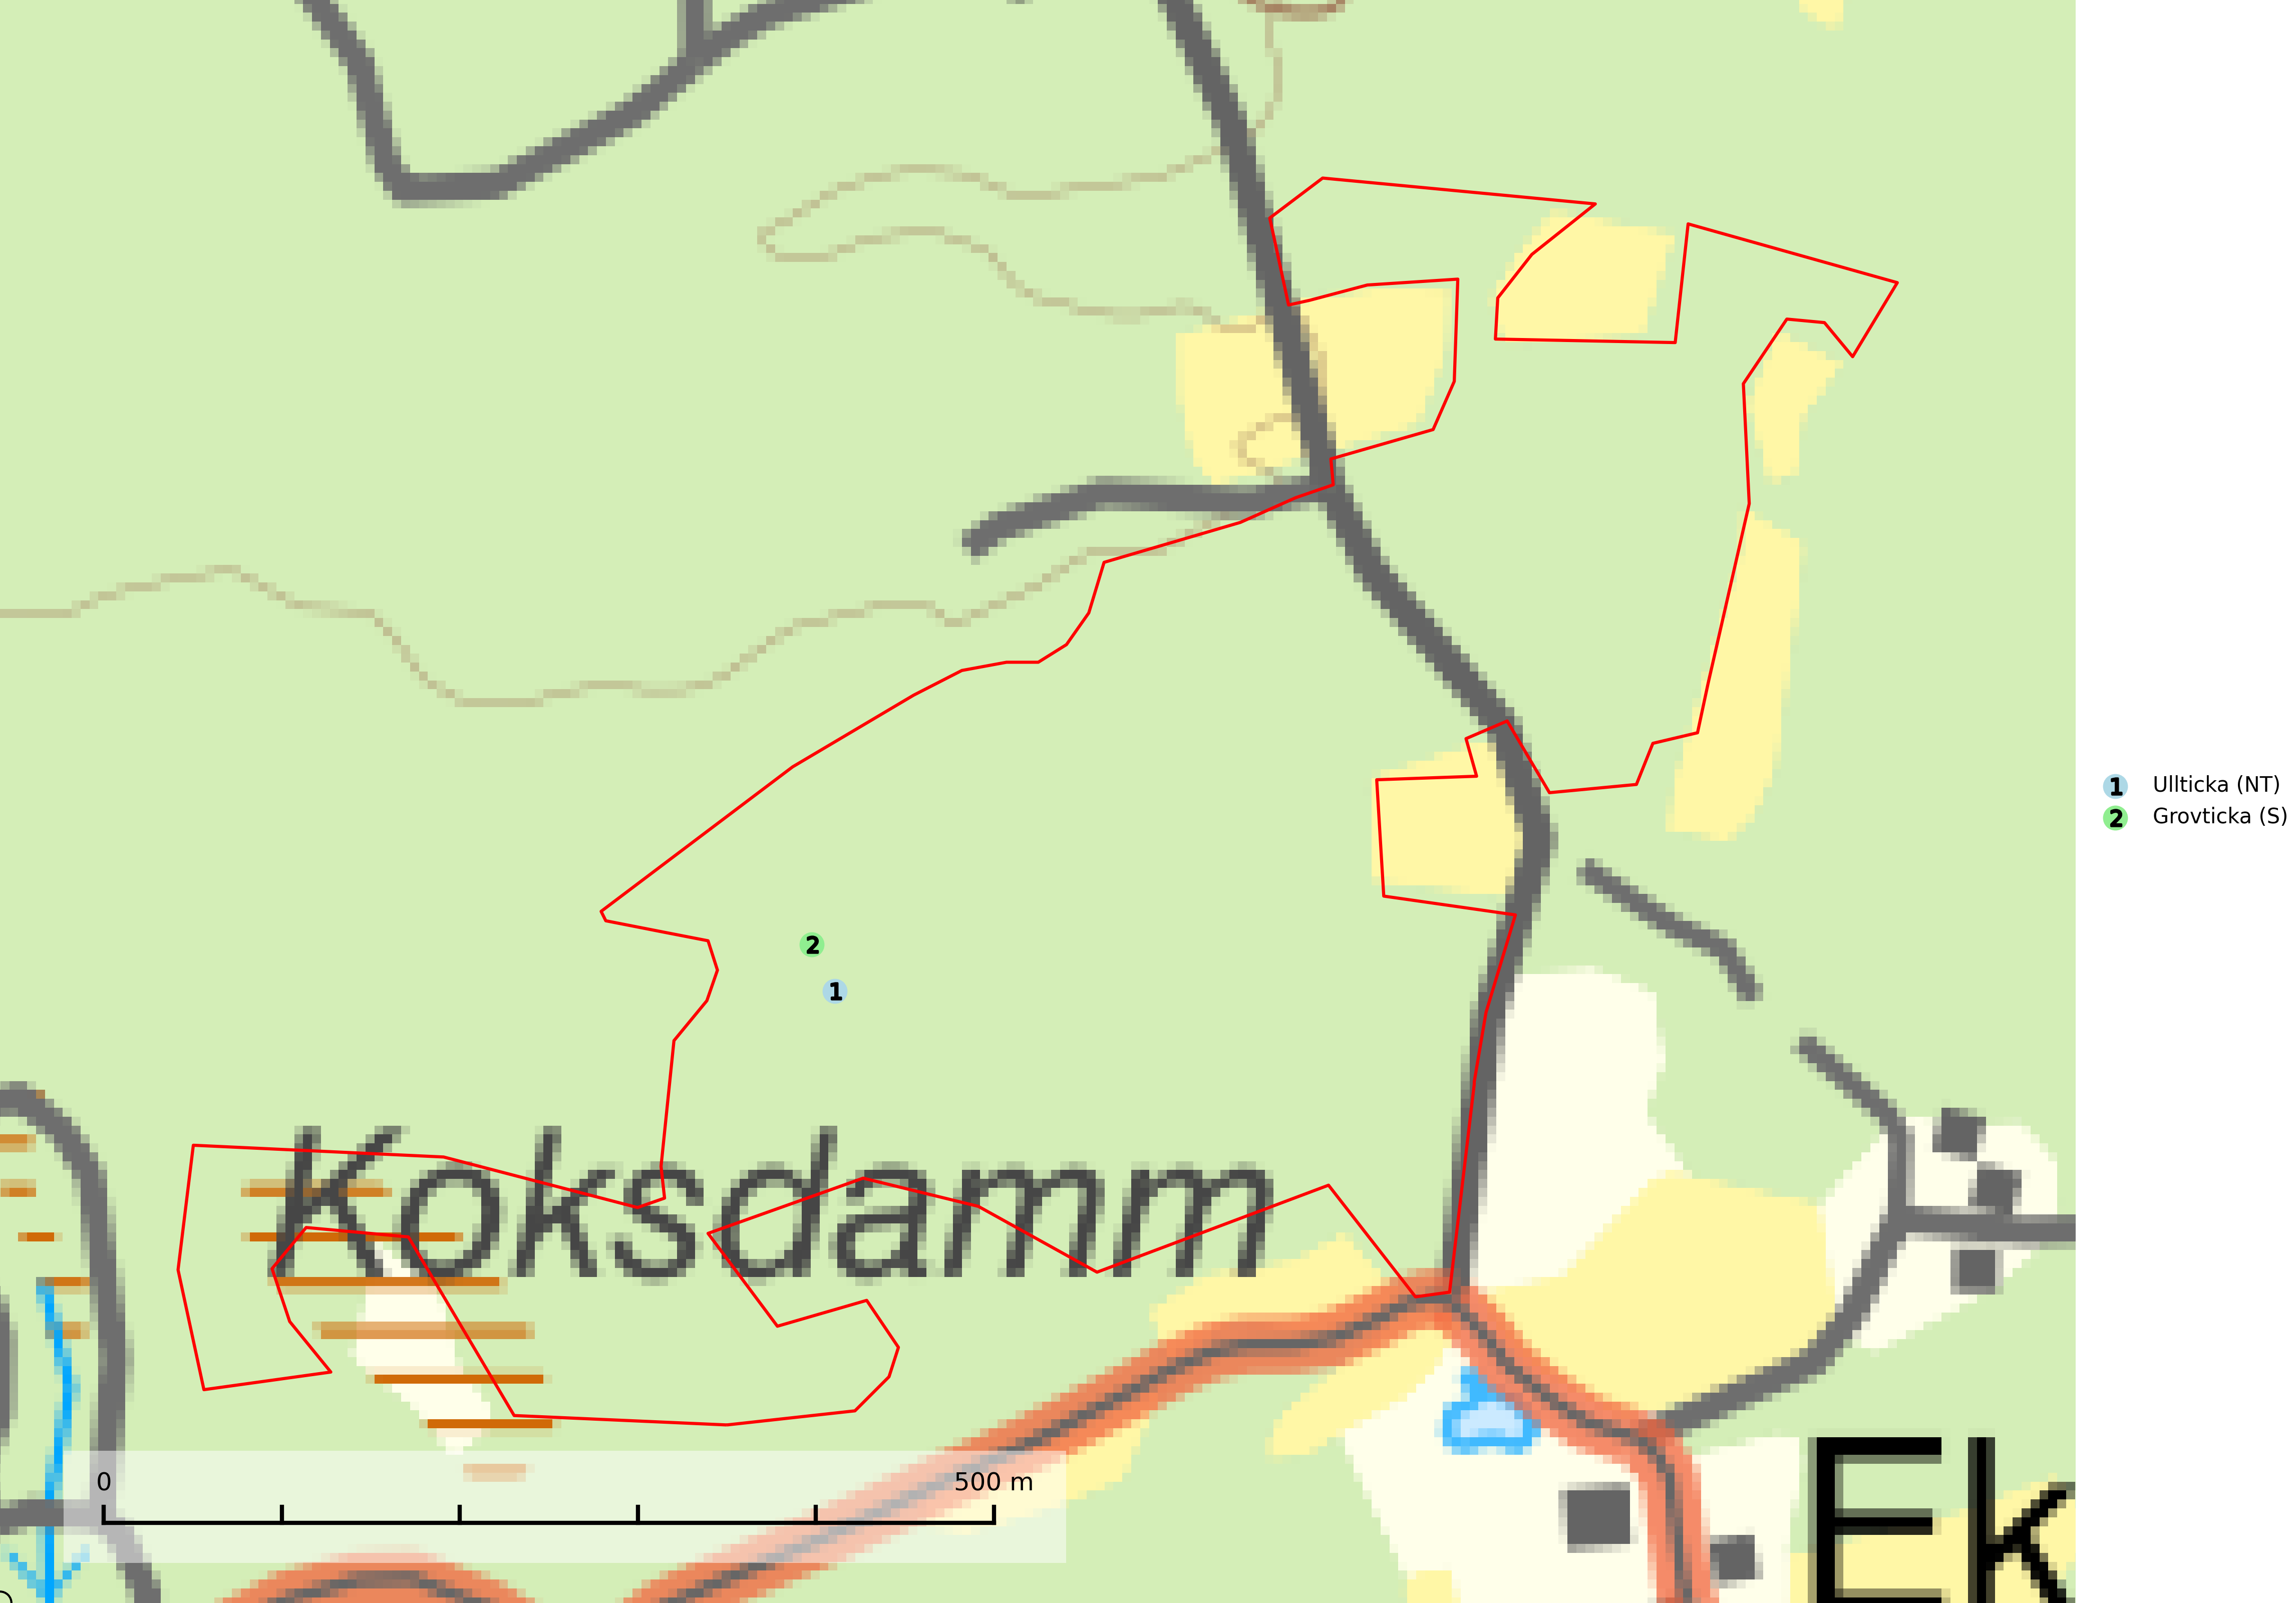 1 Ullticka (NT)
2 Grovticka (S)
2
1
Koksdamm
0 500 m
Ek